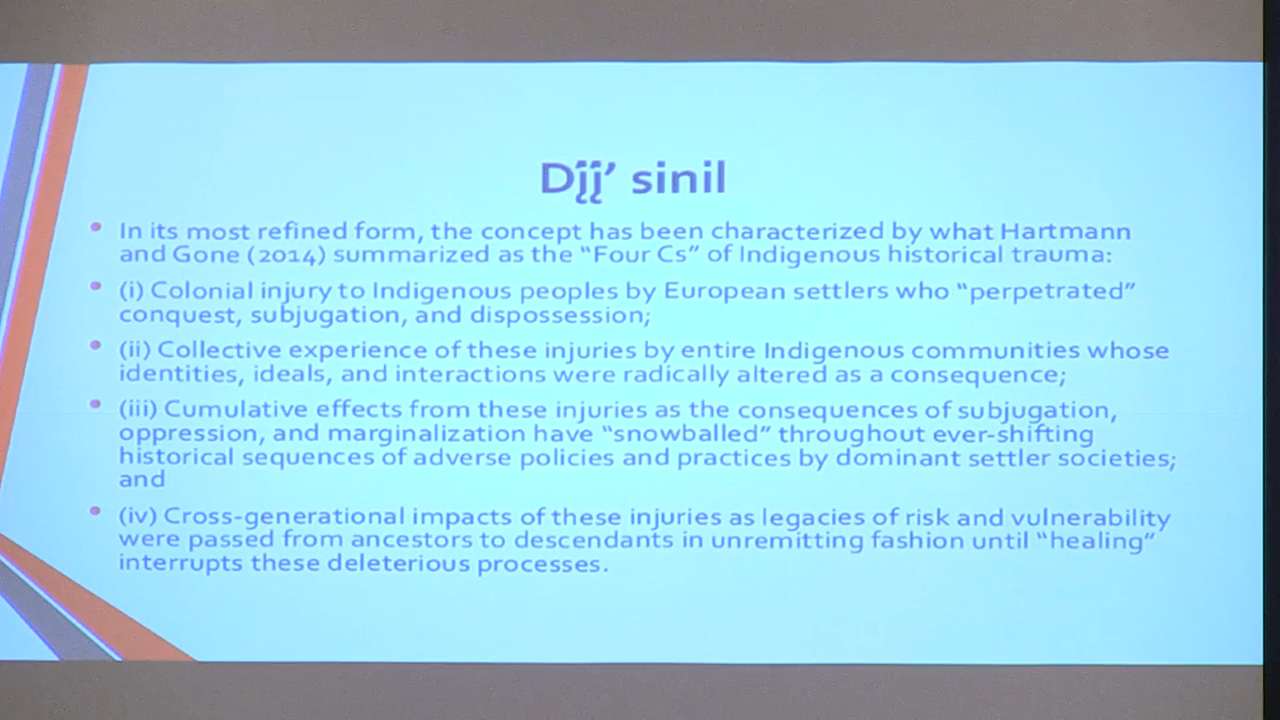 Dį́į́’ sinil
• In its most refined form, the concept has been characterized by what Hartmann
and Gone (2014) summarized as the “Four Cs” of Indigenous historical trauma:
• (i) Colonial injury to Indigenous peoples by European settlers who “perpetrated”
conquest, subjugation, and dispossession;
• (ii) Collective experience of these injuries by entire Indigenous communities whose
identities, ideals, and interactions were radically altered as a consequence;
• (iii) Cumulative effects from these injuries as the consequences of subjugation,
oppression, and marginalization have “snowballed” throughout ever-shifting
historical sequences of adverse policies and practices by dominant settler societies;
and
• (iv) Cross-generational impacts of these injuries as legacies of risk and vulnerability
were passed from ancestors to descendants in unremitting fashion until “healing”
interrupts these deleterious processes.